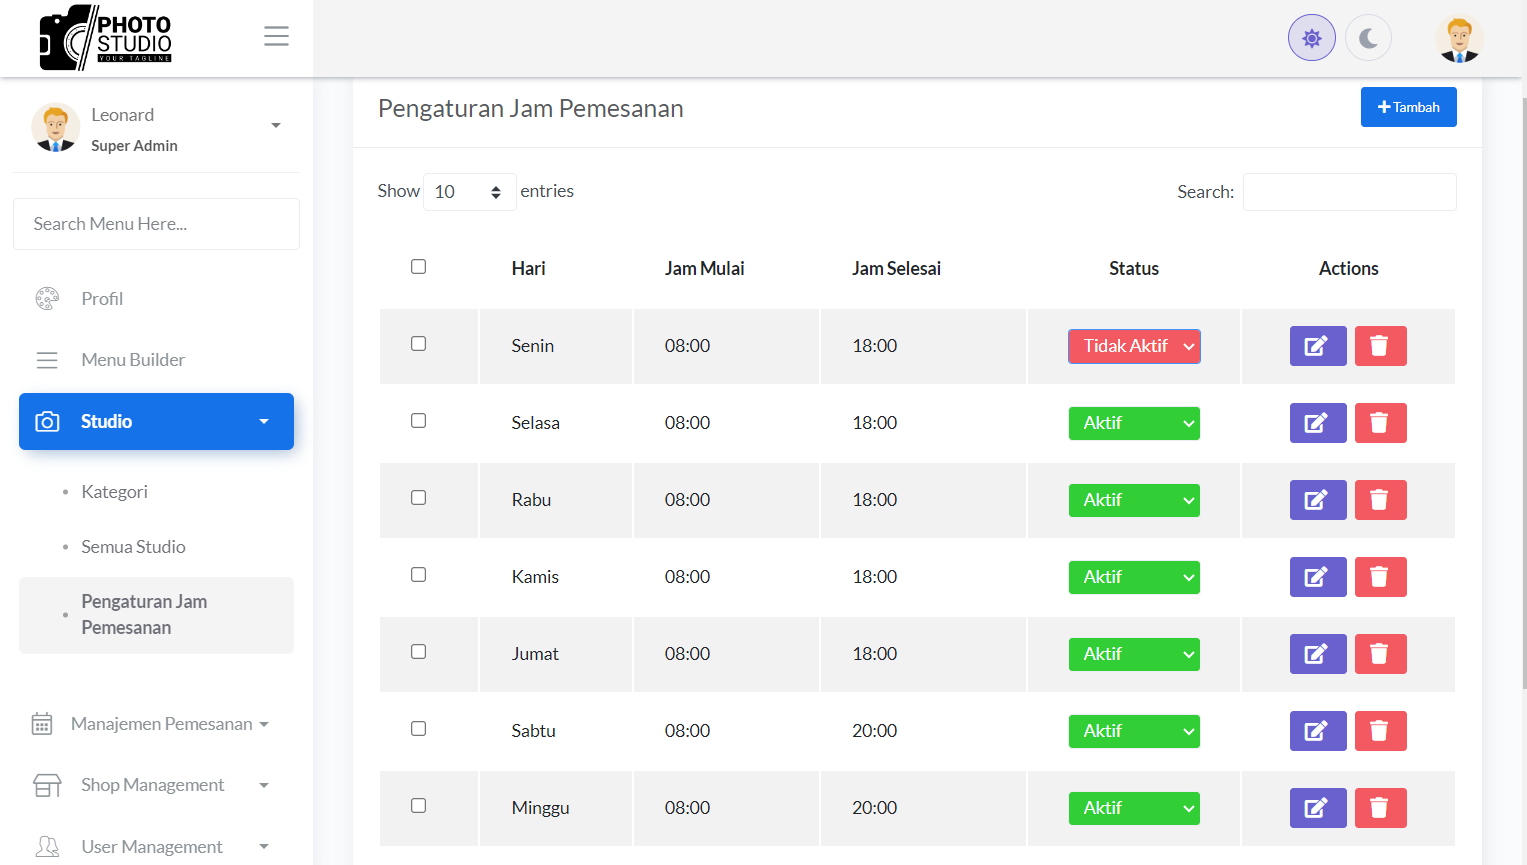 PHOTO
STUDIO
YOUR TAGLINE
Leonard
Super Admin
Search Menu Here...
Profil
Menu Builder
Studio
Kategori
Semua Studio
Pengaturan Jam
Pemesanan
Manajemen Pemesanan
Shop Management
User Management
Pengaturan Jam Pemesanan
Tambah
Show 10 entries
Search:
Hari Jam Mulai Jam Selesai Status Actions
Senin 08:00 18:00 Tidak Aktif
Selasa 08:00 18:00 Aktif
Rabu 08:00 18:00 Aktif
Kamis 08:00 18:00 Aktif
Jumat 08:00 18:00 Aktif
Sabtu 08:00 20:00 Aktif
Minggu 08:00 20:00 Aktif